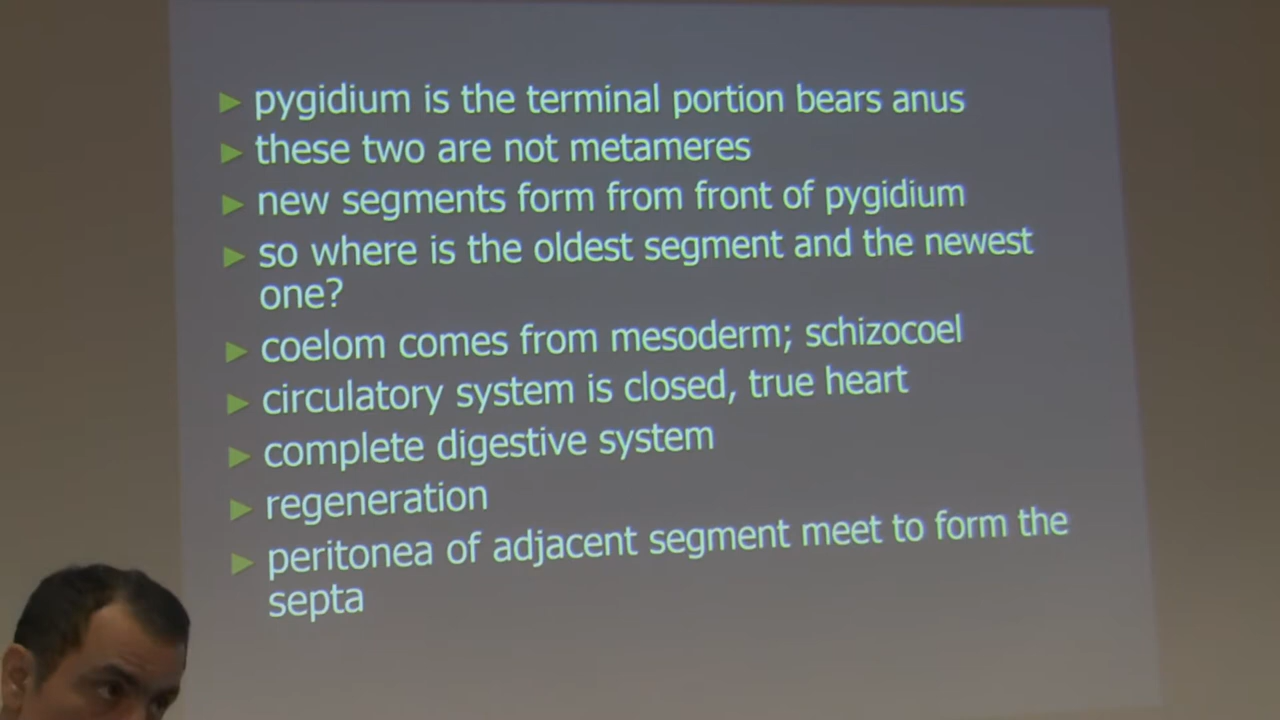 pygidium is the terminal portion bears anus
these two are not metameres
new segments form from front of pygidium
so where is the oldest segment and the newest
one?
coelom comes from mesoderm; schizocoel
circulatory system is closed, true heart
complete digestive system
regeneration
peritonea of adjacent segment meet to form the
septa